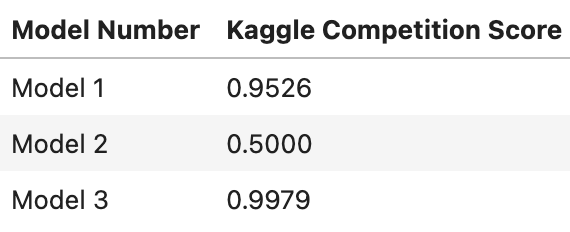 Model Number Kaggle Competition Score
Model 1 0.9526
Model 2 0.5000
Model 3 0.9979